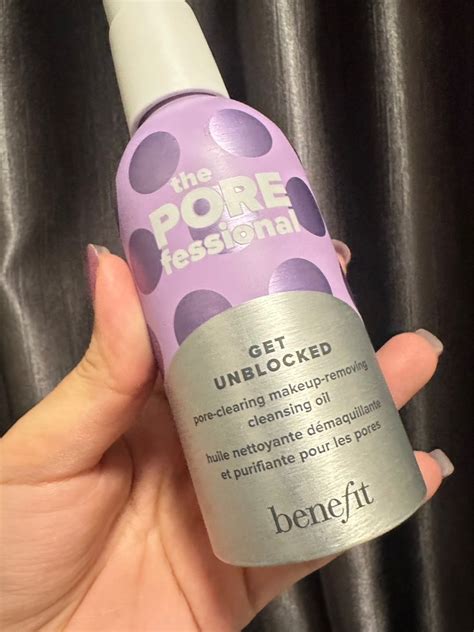 the
PORE
fessional
GET
UNBLOCKED
pore-clearing makeup-removing
cleansing oil
huile nettoyante démaquillante
et purifiante pour les pores
benefit